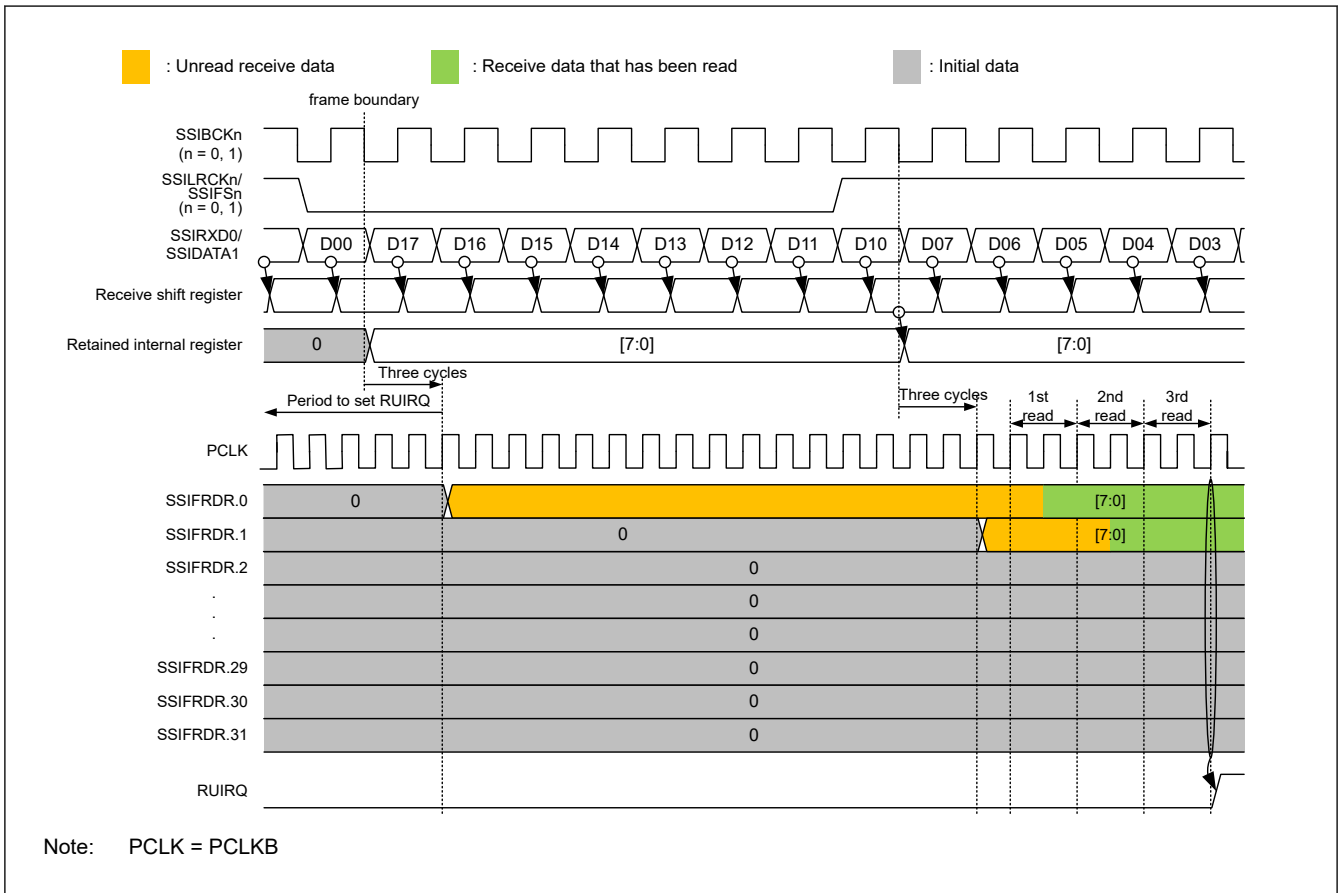 : Unread receive data : Receive data that has been read : Initial data
frame boundary
SSIBCKn
(n = 0, 1)
SSILRCKn/
SSIFSn
(n = 0, 1)
SSIRXD0/
SSIDATA1
D00 D17 D16 D15 D14 D13 D12 D11 D10 D07 D06 D05 D04 D03
Receive shift register
Retained internal register 0 [7:0] [7:0]
Three cycles Three cycles 1st read 2nd read 3rd read
Period to set RUIRQ
PCLK
SSIFRDR.0 0 [7:0]
SSIFRDR.1 0 [7:0]
SSIFRDR.2 0
. 0
.
. 0
SSIFRDR.29 0
SSIFRDR.30 0
SSIFRDR.31 0
RUIRQ
Note: PCLK = PCLKB